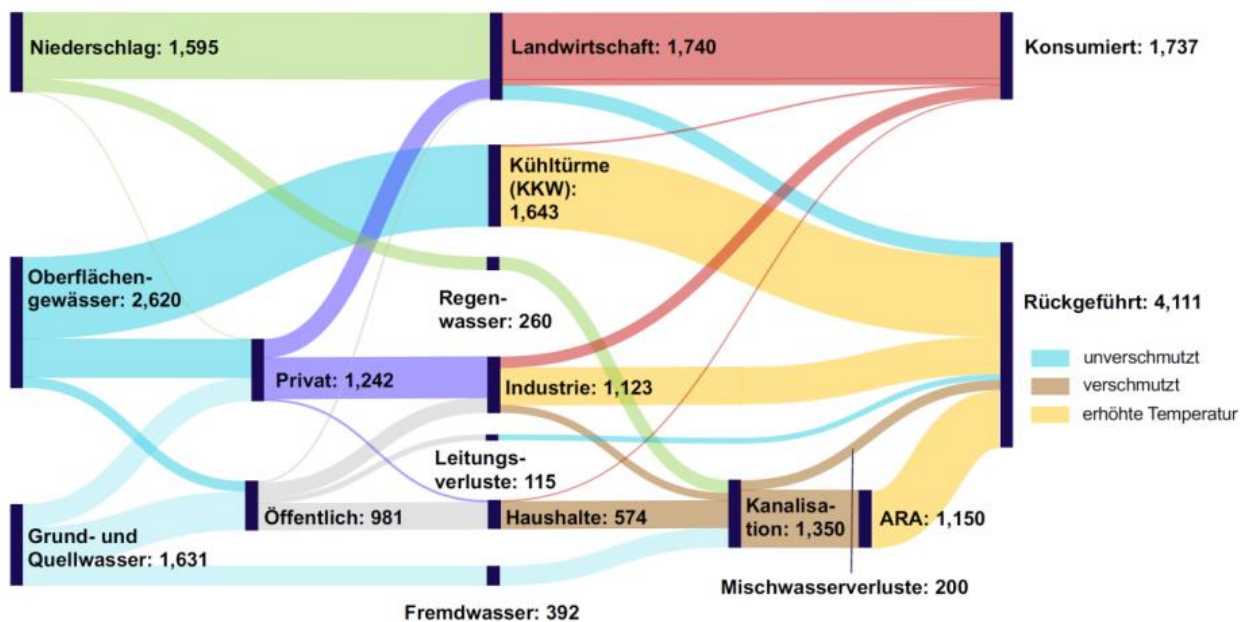 Niederschlag: 1,595
Landwirtschaft: 1,740
Konsumiert: 1,737
Kühltürme
(KKW):
1,643
Oberflächen-
gewässer: 2,620
Regen-
wasser: 260
Rückgeführt: 4,111
unverschmutzt
verschmutzt
erhöhte Temperatur
Privat: 1,242
Industrie: 1,123
Leitungs-
verluste: 115
Öffentlich: 981
Haushalte: 574
Kanalisa-
tion: 1,350
ARA: 1,150
Grund- und
Quellwasser: 1,631
Mischwasserverluste: 200
Fremdwasser: 392